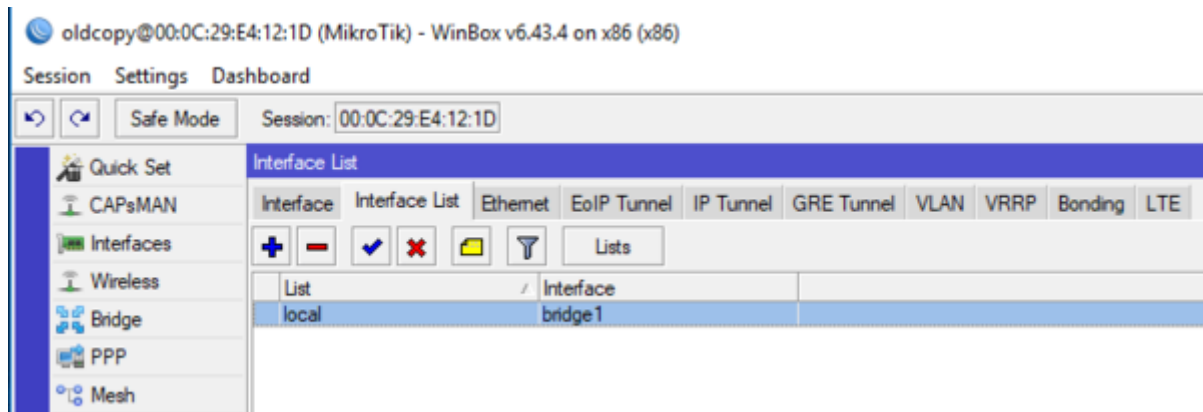 oldcopy@00:0C:29:E4:12:1D (MikroTik) - WinBox v6.43.4 on x86 (x86)
Session Settings Dashboard
Safe Mode Session: 00:0C:29:E4:12:1D
Quick Set
CAPsMAN
Interfaces
Wireless
Bridge
PPP
Mesh
Interface List
Interface Interface List Ethernet EoIP Tunnel IP Tunnel GRE Tunnel VLAN VRRP Bonding LTE
Lists
List Interface
local bridge1